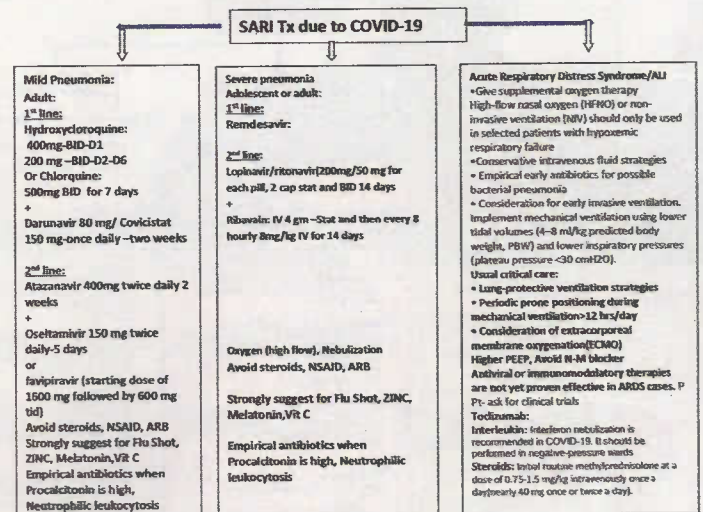 SARI Tx due to COVID-19
Mild Pneumonia:
Adult:
1st line:
Hydroxycloroquine:
400mg-BID-D1
200 mg –BID-D2-D6
Or Chlorquine:
500mg BID for 7 days
+
Darunavir 80 mg/ Covicistat
150 mg-once daily –two weeks
2nd line:
Atazanavir 400mg twice daily 2
weeks
+
Oseltamivir 150 mg twice
daily-5 days
or
favipiravir (starting dose of
1600 mg followed by 600 mg
tid)
Avoid steroids, NSAID, ARB
Strongly suggest for Flu Shot,
ZINC, Melatonin,Vit C
Empirical antibiotics when
Procalcitonin is high,
Neutrophilic leukocytosis
Severe pneumonia
Adolescent or adult:
1st line:
Remdesavir:
2nd line:
Lopinavir/ritonavir(200mg/50 mg for
each pill, 2 cap stat and BID 14 days
+
Ribavain: IV 4 gm –Stat and then every 8
hourly 8mg/kg IV for 14 days
Oxygen (high flow), Nebulization
Avoid steroids, NSAID, ARB
Strongly suggest for Flu Shot, ZINC,
Melatonin,Vit C
Empirical antibiotics when
Procalcitonin is high, Neutrophilic
leukocytosis
Acute Respiratory Distress Syndrome/ALI
•Give supplemental oxygen therapy
High-flow nasal oxygen (HFNO) or non-
invasive ventilation (NIV) should only be used
in selected patients with hypoxemic
respiratory failure
•Conservative intravenous fluid strategies
• Empirical early antibiotics for possible
bacterial pneumonia
• Consideration for early invasive ventilation.
Implement mechanical ventilation using lower
tidal volumes (4–8 ml/kg predicted body
weight, PBW) and lower inspiratory pressures
(plateau pressure <30 cmH2O).
Usual critical care:
• Lung-protective ventilation strategies
• Periodic prone positioning during
mechanical ventilation>12 hrs/day
• Consideration of extracorporeal
membrane oxygenation(ECMO)
Higher PEEP, Avoid N-M blocker
Antiviral or immunomodulatory therapies
are not yet proven effective in ARDS cases. P
Pt- ask for clinical trials
Toclizumab:
Interleukin: Interferon nebulization is
recommended in COVID-19. It should be
performed in negative-pressure wards
Steroids: Initial routine methylprednisolone at a
dose of 0.75-1.5 mg/kg intravenously once a
day(nearly 40 mg once or twice a day).